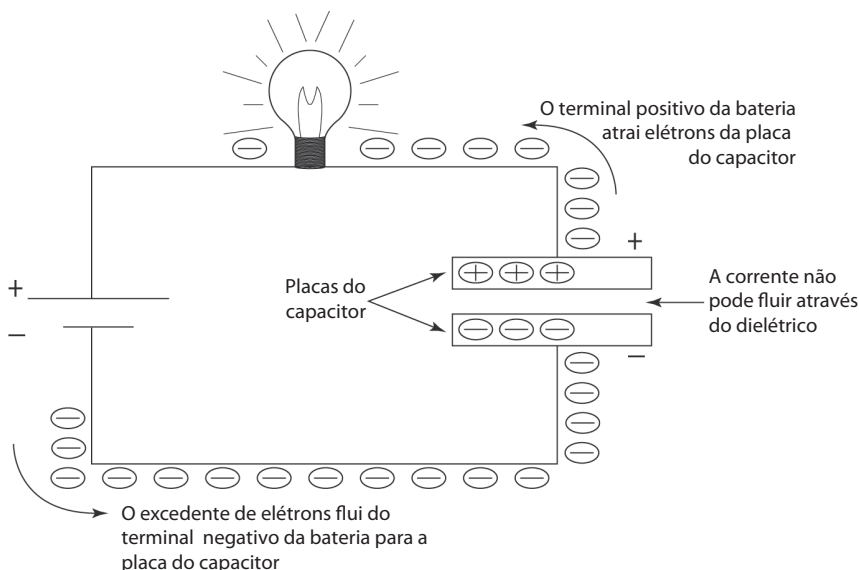 O terminal positivo da bateria
atrai elétrons da placa
do capacitor
+
Placas do
capacitor
A corrente não
pode fluir através
do dielétrico
+
−
−
O excedente de elétrons flui do
terminal negativo da bateria para a
placa do capacitor